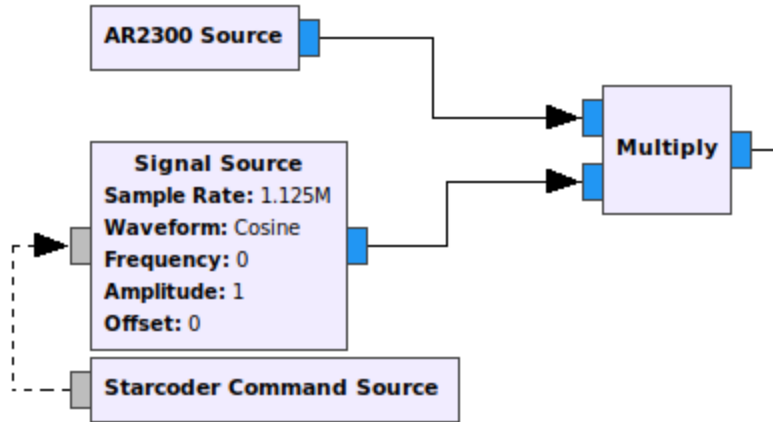 AR2300 Source
Signal Source
Sample Rate: 1.125M
Waveform: Cosine
Frequency: 0
Amplitude: 1
Offset: 0
Multiply
Starcoder Command Source